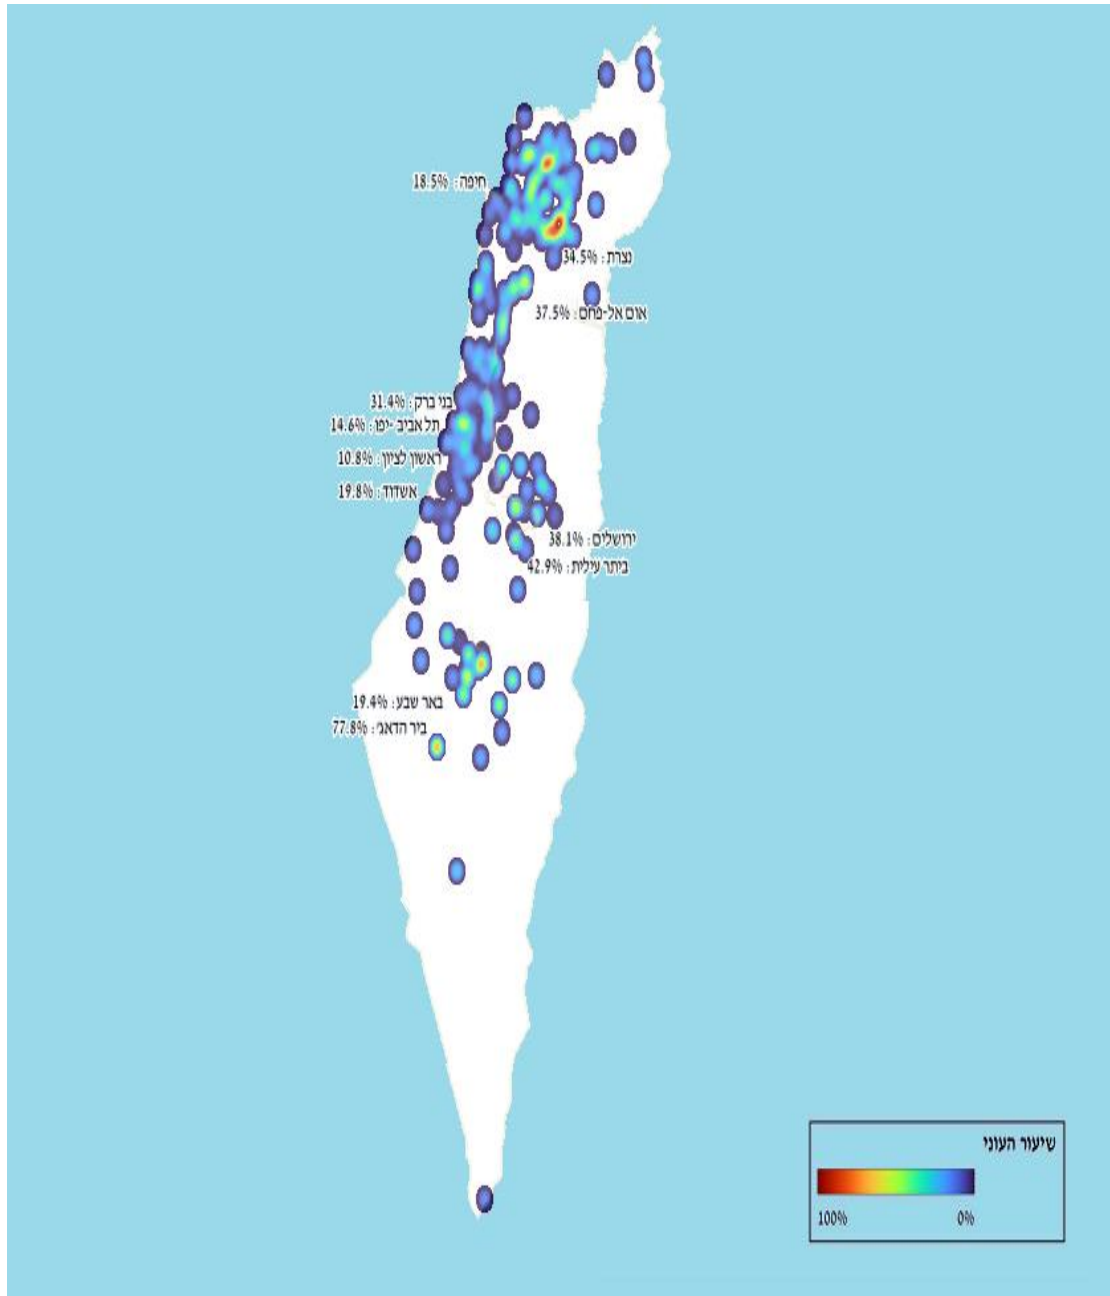 חיפה: 18.5%
נצרת: 34.5%
אום אל-פחם: 37.5%
בני ברק: 31.4%
תל אביב -יפו: 14.6%
ראשון לציון: 10.8%
אשדוד: 19.8%
ירושלים: 38.1%
ביתר עילית: 42.9%
באר שבע: 19.4%
ביר הדאג': 77.8%
שיעור העוני
100% 0%